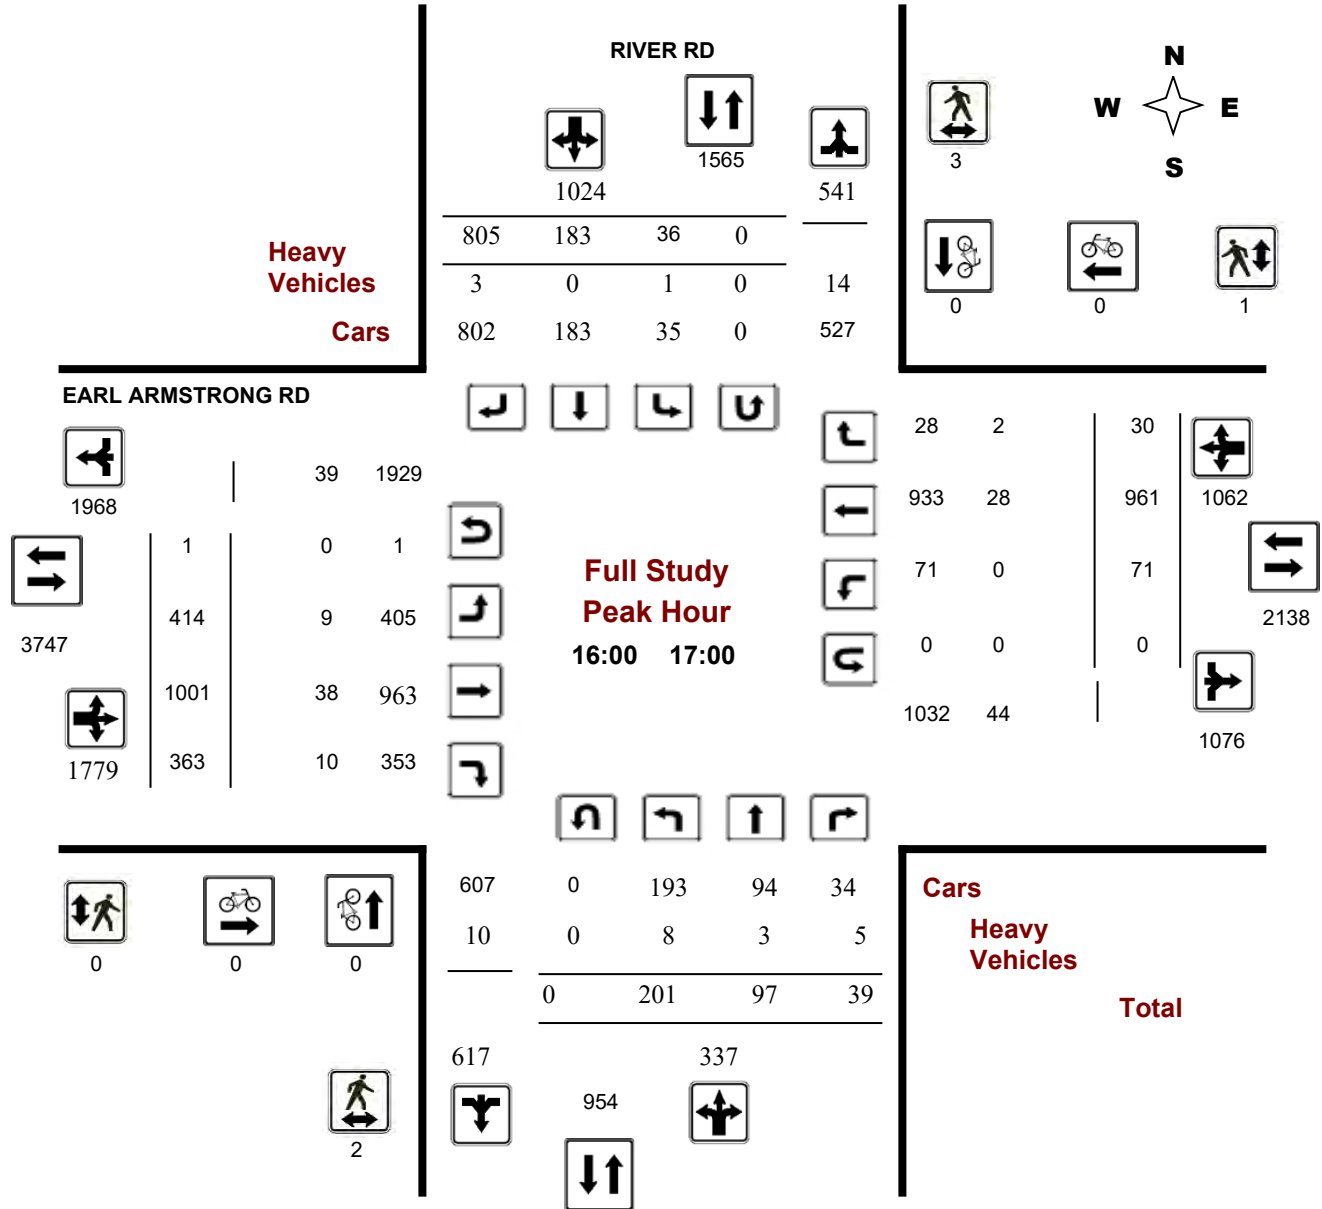 RIVER RD
N
W E
S
1565
3
1024 541
805 183 36 0
Heavy
Vehicles
3 0 1 0 14
0 0 1
Cars
802 183 35 0 527
EARL ARMSTRONG RD
28 2 30
39 1929
1968
933 28 961 1062
1 0 1
Full Study
Peak Hour
71 0 71
414 9 405
2138
3747
16:00 17:00
0 0 0
1001 38 963
1032 44
1076
1779 363 10 353
607 0 193 94 34
Cars
10 0 8 3 5
Heavy
Vehicles
0 0 0
0 201 97 39
Total
617 337
954
2